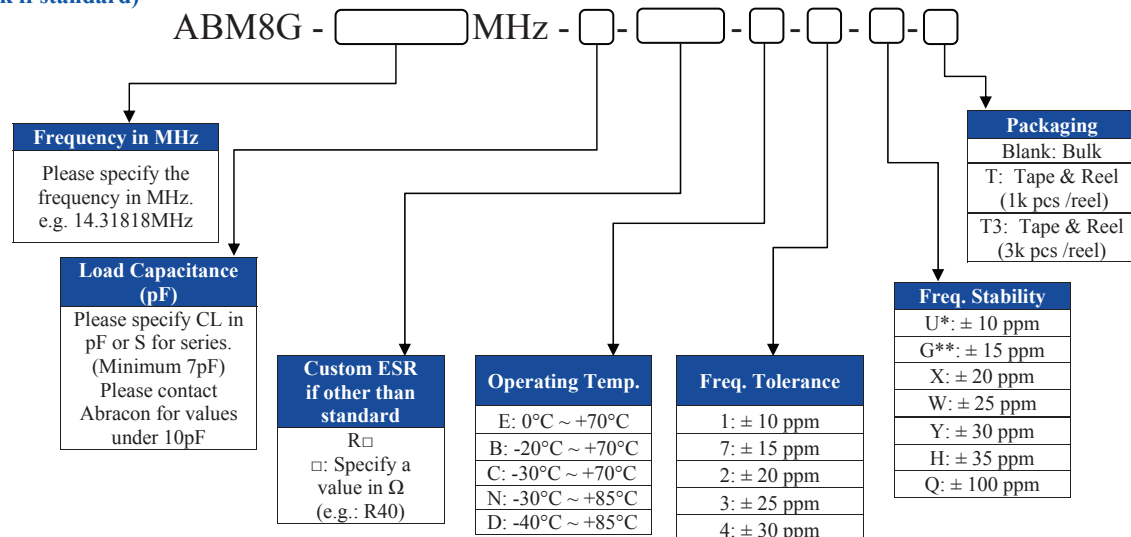 k if standard)
ABM8G - MHz - - - - - -
Frequency in MHz
Please specify the
frequency in MHz.
e.g. 14.31818MHz
Load Capacitance
(pF)
Please specify CL in
pF or S for series.
(Minimum 7pF)
Please contact
Abracon for values
under 10pF
Custom ESR
if other than
standard
R□
□: Specify a
value in Ω
(e.g.: R40)
Operating Temp.
E: 0°C ~ +70°C
B: -20°C ~ +70°C
C: -30°C ~ +70°C
N: -30°C ~ +85°C
D: -40°C ~ +85°C
Freq. Tolerance
1: ± 10 ppm
7: ± 15 ppm
2: ± 20 ppm
3: ± 25 ppm
4: ± 30 ppm
Freq. Stability
U*: ± 10 ppm
G**: ± 15 ppm
X: ± 20 ppm
W: ± 25 ppm
Y: ± 30 ppm
H: ± 35 ppm
Q: ± 100 ppm
Packaging
Blank: Bulk
T: Tape & Reel
(1k pcs /reel)
T3: Tape & Reel
(3k pcs /reel)